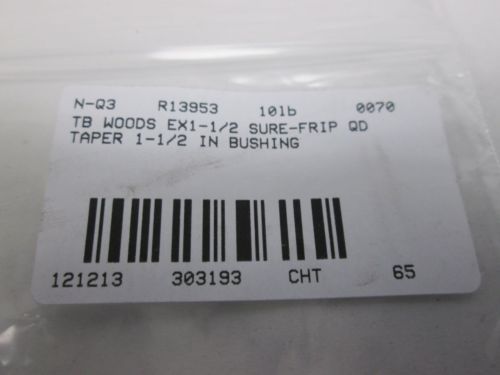 N-Q3 R13953 10lb 0070
TB WOODS EX1-1/2 SURE-FRIP QD
TAPER 1-1/2 IN BUSHING
121213 303193 CHT 65